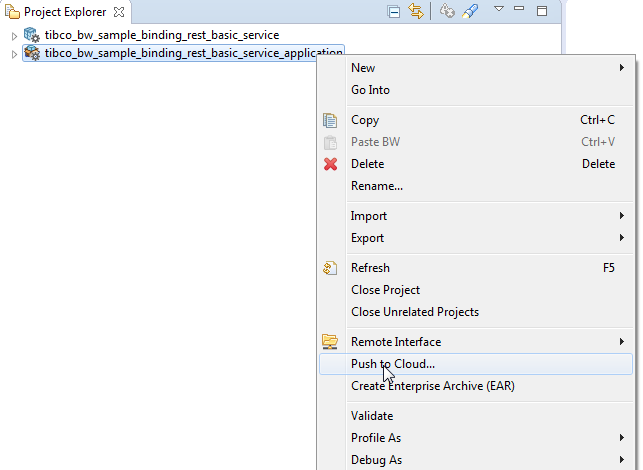 Project Explorer
tibco_bw_sample_binding_rest_basic_service
tibco_bw_sample_binding_rest_basic_service_application
New
Go Into
Copy Ctrl+C
Paste BW Ctrl+V
Delete Delete
Rename...
Import
Export
Refresh F5
Close Project
Close Unrelated Projects
Remote Interface
Push to Cloud...
Create Enterprise Archive (EAR)
Validate
Profile As
Debug As